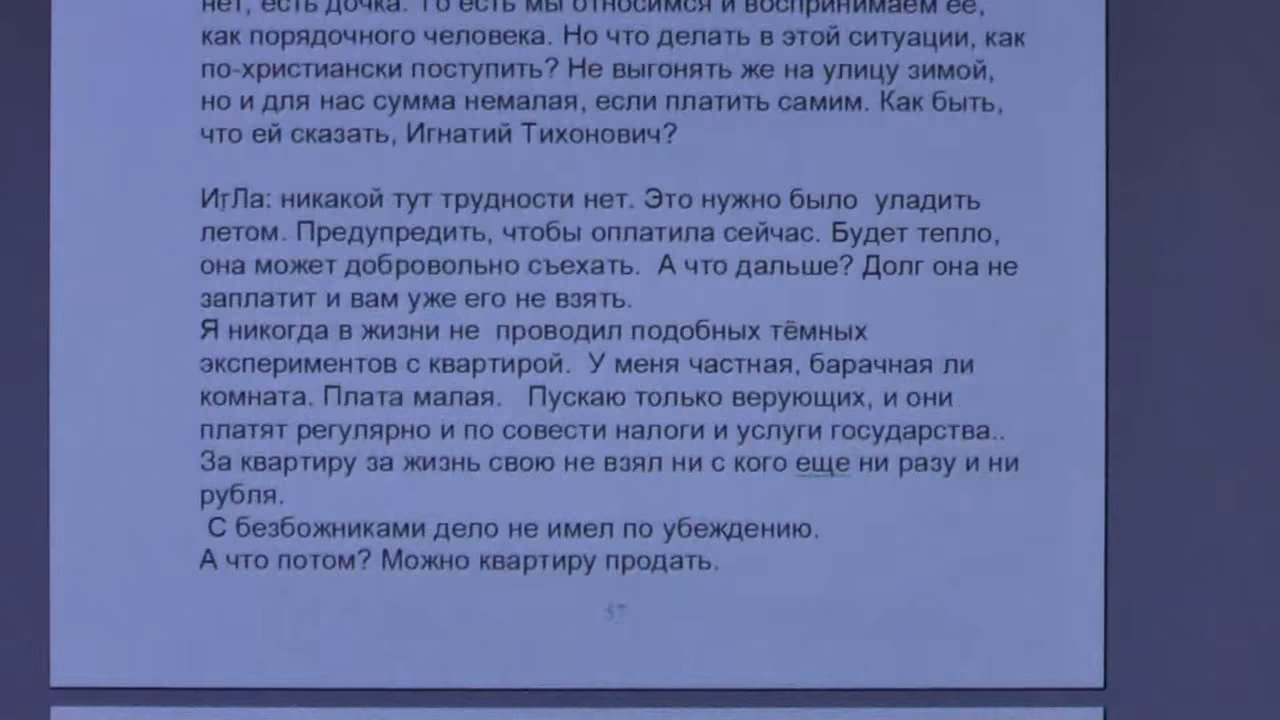 нет, есть дочка. То есть мы относимся и воспринимаем ее,
как порядочного человека. Но что делать в этой ситуации, как
по-христиански поступить? Не выгонять же на улицу зимой,
но и для нас сумма немалая, если платить самим. Как быть,
что ей сказать, Игнатий Тихонович?
ИгЛа: никакой тут трудности нет. Это нужно было уладить
летом. Предупредить, чтобы оплатила сейчас. Будет тепло,
она может добровольно съехать. А что дальше? Долг она не
заплатит и вам уже его не взять.
Я никогда в жизни не проводил подобных тёмных
экспериментов с квартирой. У меня частная, барачная ли
комната. Плата малая. Пускаю только верующих, и они
платят регулярно и по совести налоги и услуги государства..
За квартиру за жизнь свою не взял ни с кого еще ни разу и ни
рубля.
С безбожниками дело не имел по убеждению.
А что потом? Можно квартиру продать.
57